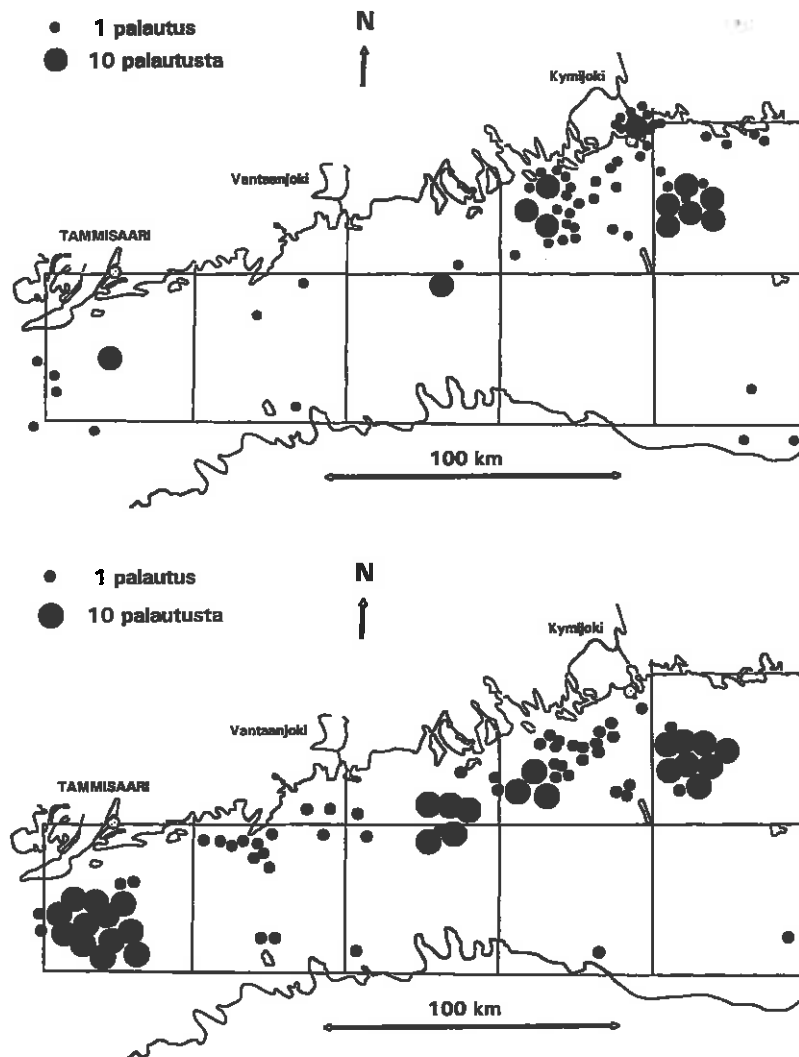 1 palautus
10 palautusta
N
Kymijoki
Vantaanjoki
TAMMISAARI
100 km
1 palautus
10 palautusta
N
Kymijoki
Vantaanjoki
TAMMISAARI
100 km